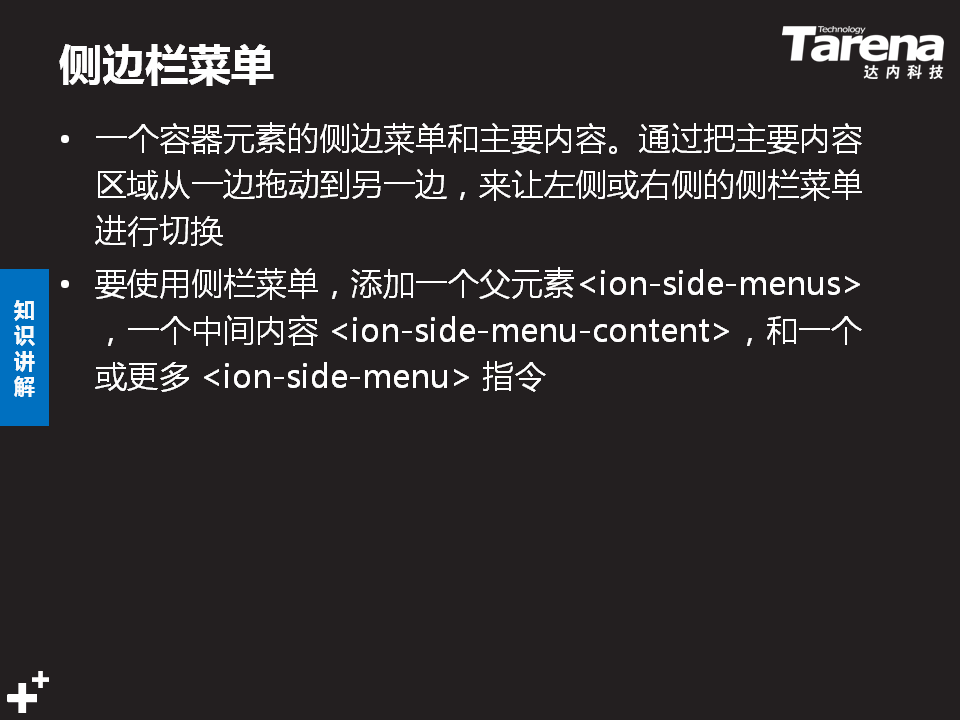 侧边栏菜单
Technology
Tarena
达内科技
• 一个容器元素的侧边菜单和主要内容。通过把主要内容
区域从一边拖动到另一边，来让左侧或右侧的侧栏菜单
进行切换
• 要使用侧栏菜单，添加一个父元素<ion-side-menus>
，一个中间内容 <ion-side-menu-content>，和一个
或更多 <ion-side-menu> 指令
知识讲解